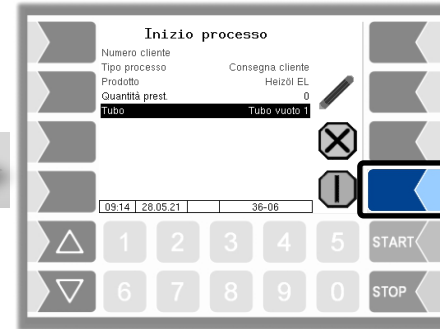 Inizio processo
Numero cliente
Tipo processo Consegna cliente
Prodotto Heizöl EL
Quantitá prest. 0
Tubo Tubo vuoto 1
09:14 28.05.21 36-06
1 2 3 4 5 START
6 7 8 9 0 STOP